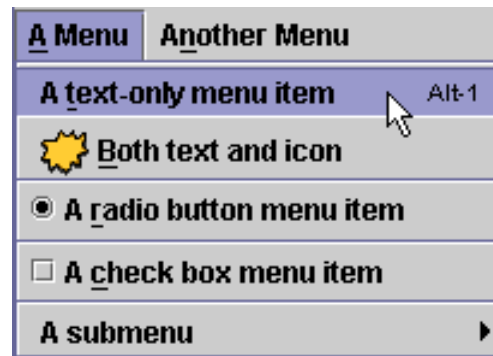 A Menu Another Menu
A text-only menu item Alt-1
Both text and icon
A radio button menu item
A check box menu item
A submenu